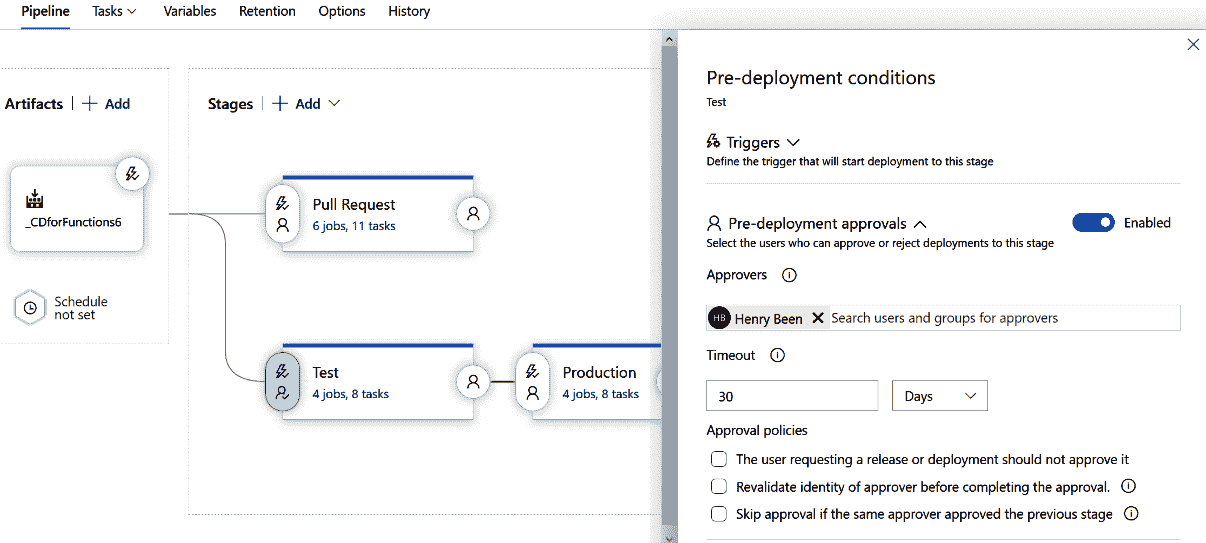 Pipeline Tasks Variables Retention Options History
Artifacts | + Add
_CDforFunctions6
Schedule
not set
Stages | + Add
Pull Request
6 jobs, 11 tasks
Test
4 jobs, 8 tasks
Production
4 jobs, 8 tasks
Pre-deployment conditions
Test
Triggers
Define the trigger that will start deployment to this stage
Pre-deployment approvals
Enabled
Select the users who can approve or reject deployments to this stage
Approvers
HB Henry Been Search users and groups for approvers
Timeout
30 Days
Approval policies
The user requesting a release or deployment should not approve it
Revalidate identity of approver before completing the approval.
Skip approval if the same approver approved the previous stage